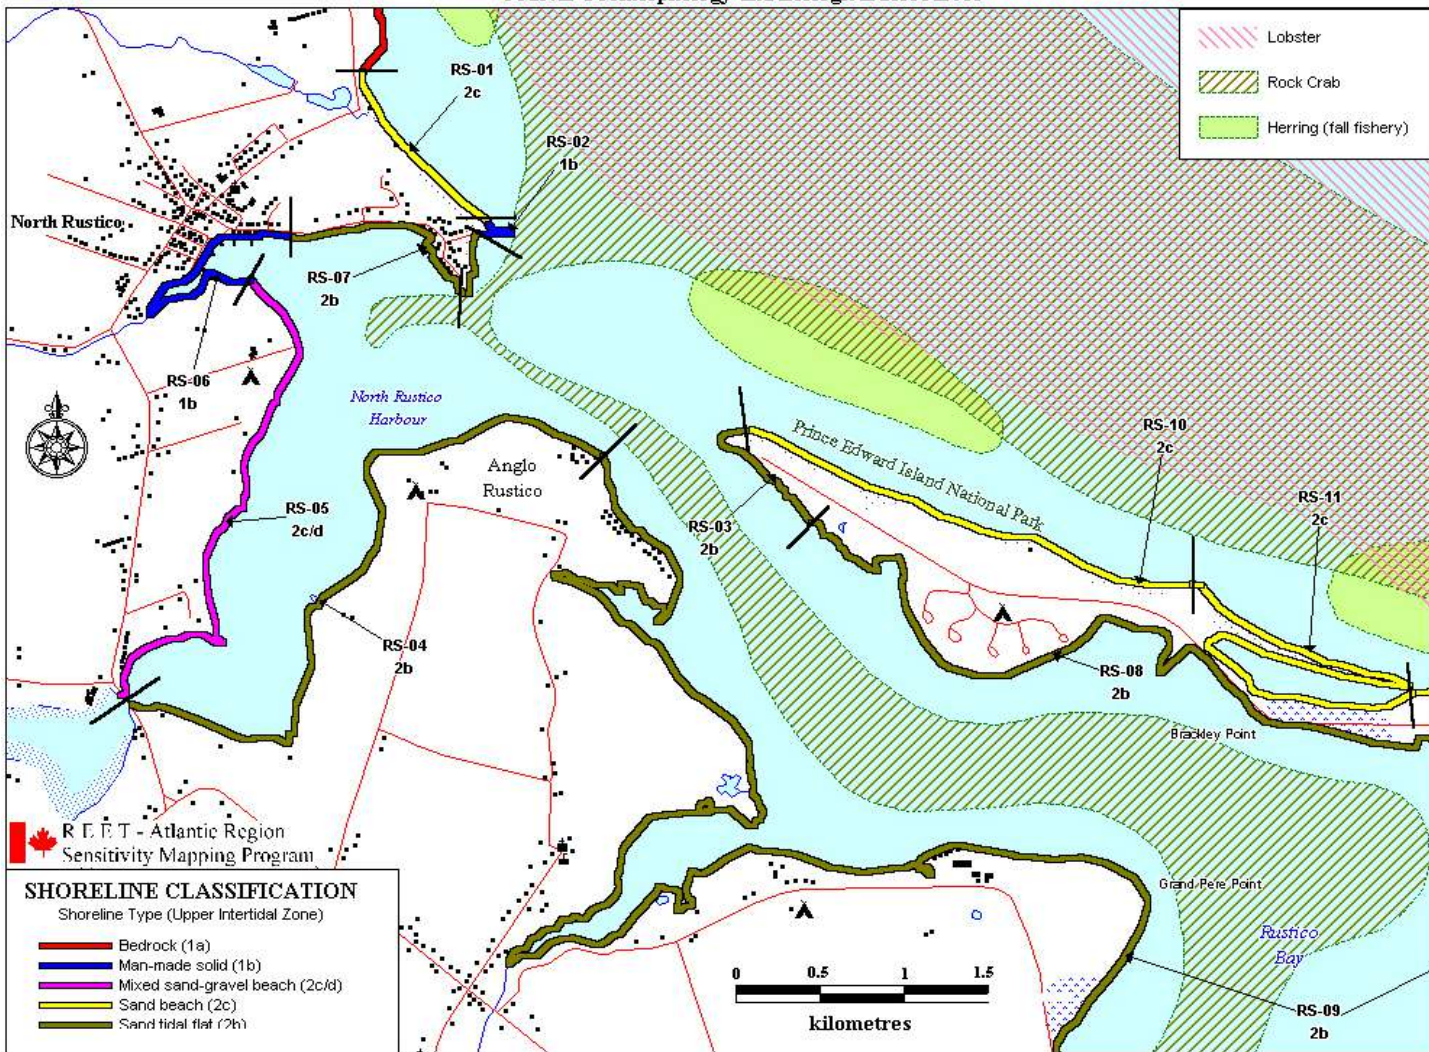 Lobster
Rock Crab
Herring (fall fishery)
RS-01
2c
RS-02
1b
North Rustico
RS-07
2b
RS-06
1b
North Rustico
Harbour
Anglo
Rustico
Prince Edward Island National Park
RS-10
2c
RS-11
2c
RS-03
2b
RS-05
2c/d
RS-04
2b
RS-08
2b
Brackley Point
Grand Pere Point
Rustico
Bay
RS-09
2b
R.E.E.T - Atlantic Region
Sensitivity Mapping Program
SHORELINE CLASSIFICATION
Shoreline Type (Upper Intertidal Zone)
Bedrock (1a)
Man-made solid (1b)
Mixed sand-gravel beach (2c/d)
Sand beach (2c)
Sand tidal flat (2b)
0 0.5 1 1.5
kilometres